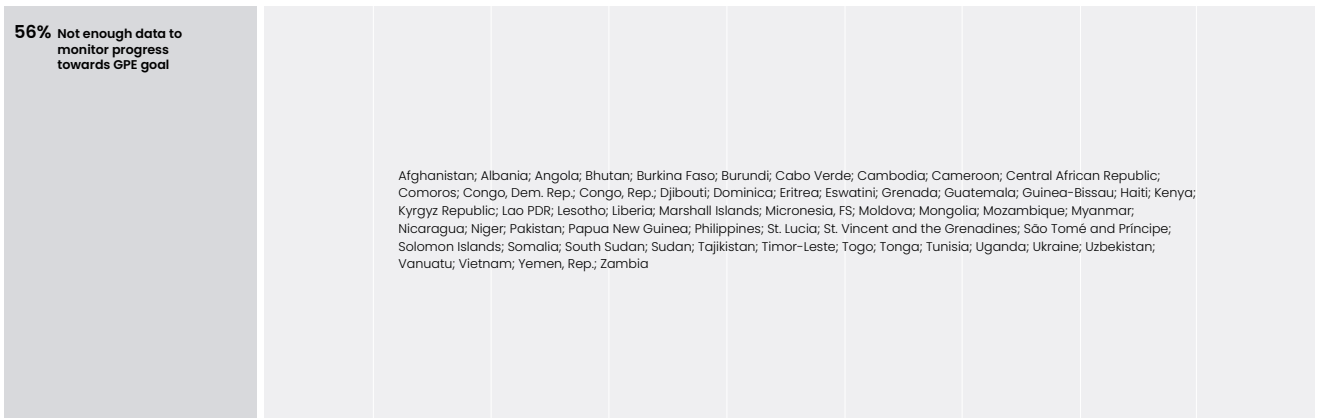 56% Not enough data to
monitor progress
towards GPE goal
Afghanistan; Albania; Angola; Bhutan; Burkina Faso; Burundi; Cabo Verde; Cambodia; Cameroon; Central African Republic;
Comoros; Congo, Dem. Rep.; Congo, Rep.; Djibouti; Dominica; Eritrea; Eswatini; Grenada; Guatemala; Guinea-Bissau; Haiti; Kenya;
Kyrgyz Republic; Lao PDR; Lesotho; Liberia; Marshall Islands; Micronesia, FS; Moldova; Mongolia; Mozambique; Myanmar;
Nicaragua; Niger; Pakistan; Papua New Guinea; Philippines; St. Lucia; St. Vincent and the Grenadines; São Tomé and Príncipe;
Solomon Islands; Somalia; South Sudan; Sudan; Tajikistan; Timor-Leste; Togo; Tonga; Tunisia; Uganda; Ukraine; Uzbekistan;
Vanuatu; Vietnam; Yemen, Rep.; Zambia